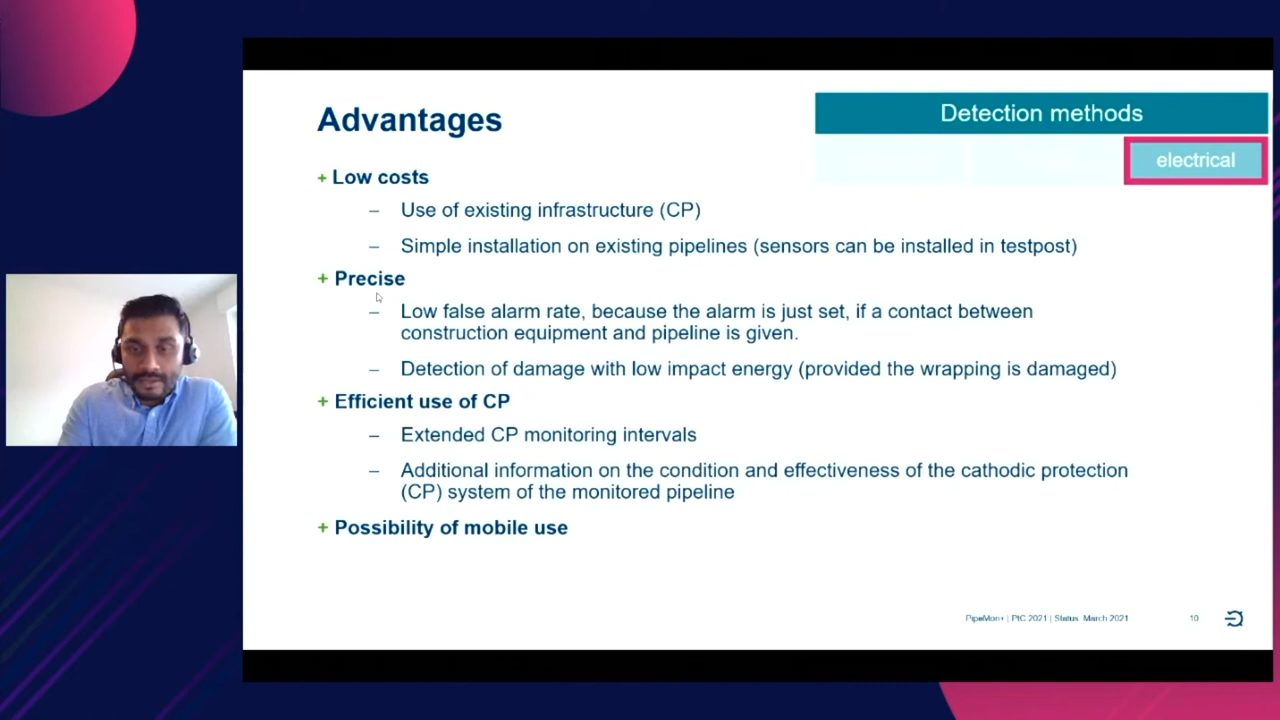 Advantages
Detection methods
electrical
+ Low costs
– Use of existing infrastructure (CP)
– Simple installation on existing pipelines (sensors can be installed in testpost)
+ Precise
– Low false alarm rate, because the alarm is just set, if a contact between
construction equipment and pipeline is given.
– Detection of damage with low impact energy (provided the wrapping is damaged)
+ Efficient use of CP
– Extended CP monitoring intervals
– Additional information on the condition and effectiveness of the cathodic protection
(CP) system of the monitored pipeline
+ Possibility of mobile use
PipeMon+ | PTC 2021 | Status March 2021
10